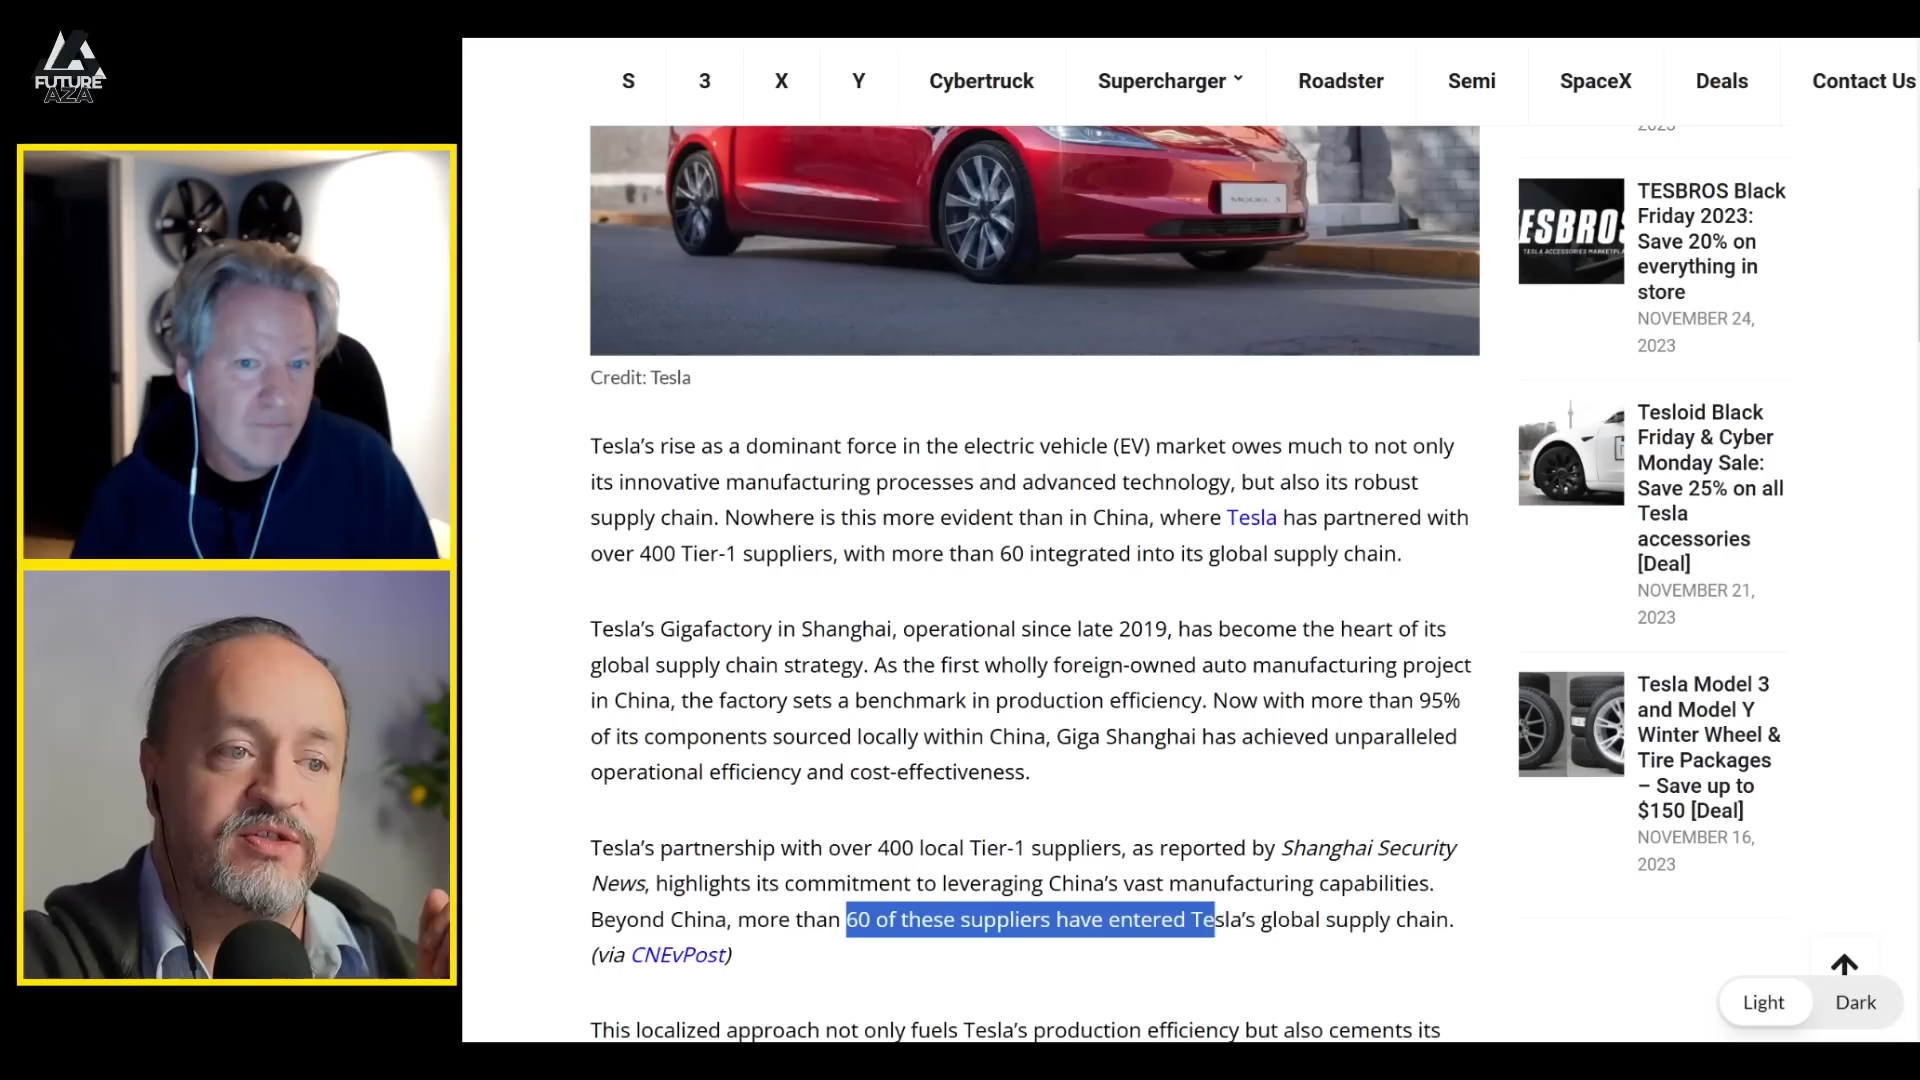 FUTURE
AZA
S
3
X
Y
Cybertruck
Supercharger
Roadster
Semi
SpaceX
Deals
Contact Us
MODEL 3
Credit: Tesla
Tesla’s rise as a dominant force in the electric vehicle (EV) market owes much to not only
its innovative manufacturing processes and advanced technology, but also its robust
supply chain. Nowhere is this more evident than in China, where Tesla has partnered with
over 400 Tier-1 suppliers, with more than 60 integrated into its global supply chain.
Tesla’s Gigafactory in Shanghai, operational since late 2019, has become the heart of its
global supply chain strategy. As the first wholly foreign-owned auto manufacturing project
in China, the factory sets a benchmark in production efficiency. Now with more than 95%
of its components sourced locally within China, Giga Shanghai has achieved unparalleled
operational efficiency and cost-effectiveness.
Tesla’s partnership with over 400 local Tier-1 suppliers, as reported by Shanghai Security
News, highlights its commitment to leveraging China’s vast manufacturing capabilities.
Beyond China, more than 60 of these suppliers have entered Tesla’s global supply chain.
(via CNEvPost)
This localized approach not only fuels Tesla’s production efficiency but also cements its
2023
ESBROS
TESLA ACCESSORIES MARKETPLA
TESBROS Black
Friday 2023:
Save 20% on
everything in
store
NOVEMBER 24,
2023
Tesloid Black
Friday & Cyber
Monday Sale:
Save 25% on all
Tesla
accessories
[Deal]
NOVEMBER 21,
2023
Tesla Model 3
and Model Y
Winter Wheel &
Tire Packages
– Save up to
$150 [Deal]
NOVEMBER 16,
2023
Light
Dark